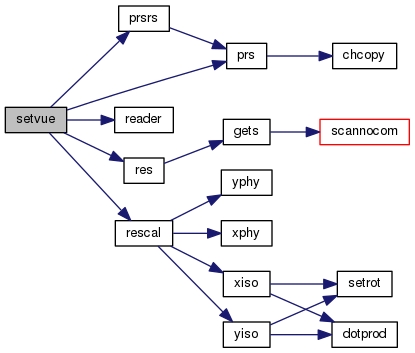 prsrs
prs
chcopy
setvue
reader
gets
scannocom
res
yphy
rescal
xphy
xiso
setrot
yiso
dotprod